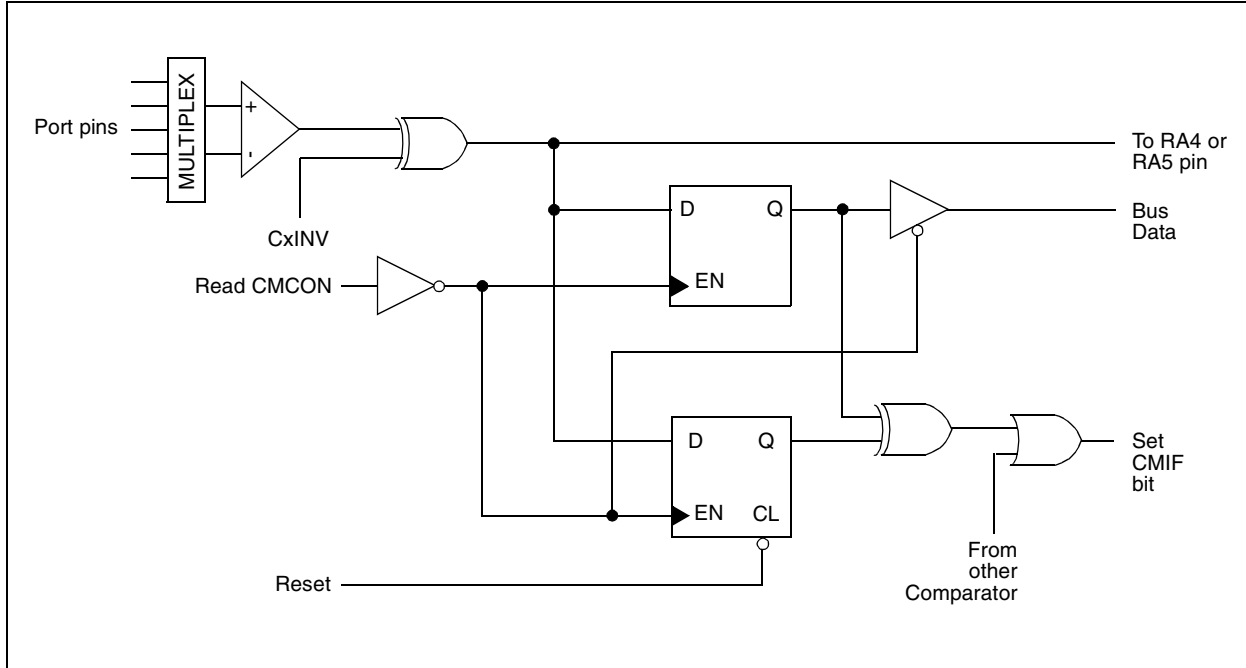 MULTIPLEX
+
-
Port pins
CxINV
To RA4 or
RA5 pin
D
Q
EN
Bus
Data
Read CMCON
D
Q
EN
CL
Set
CMIF
bit
From
other
Comparator
Reset